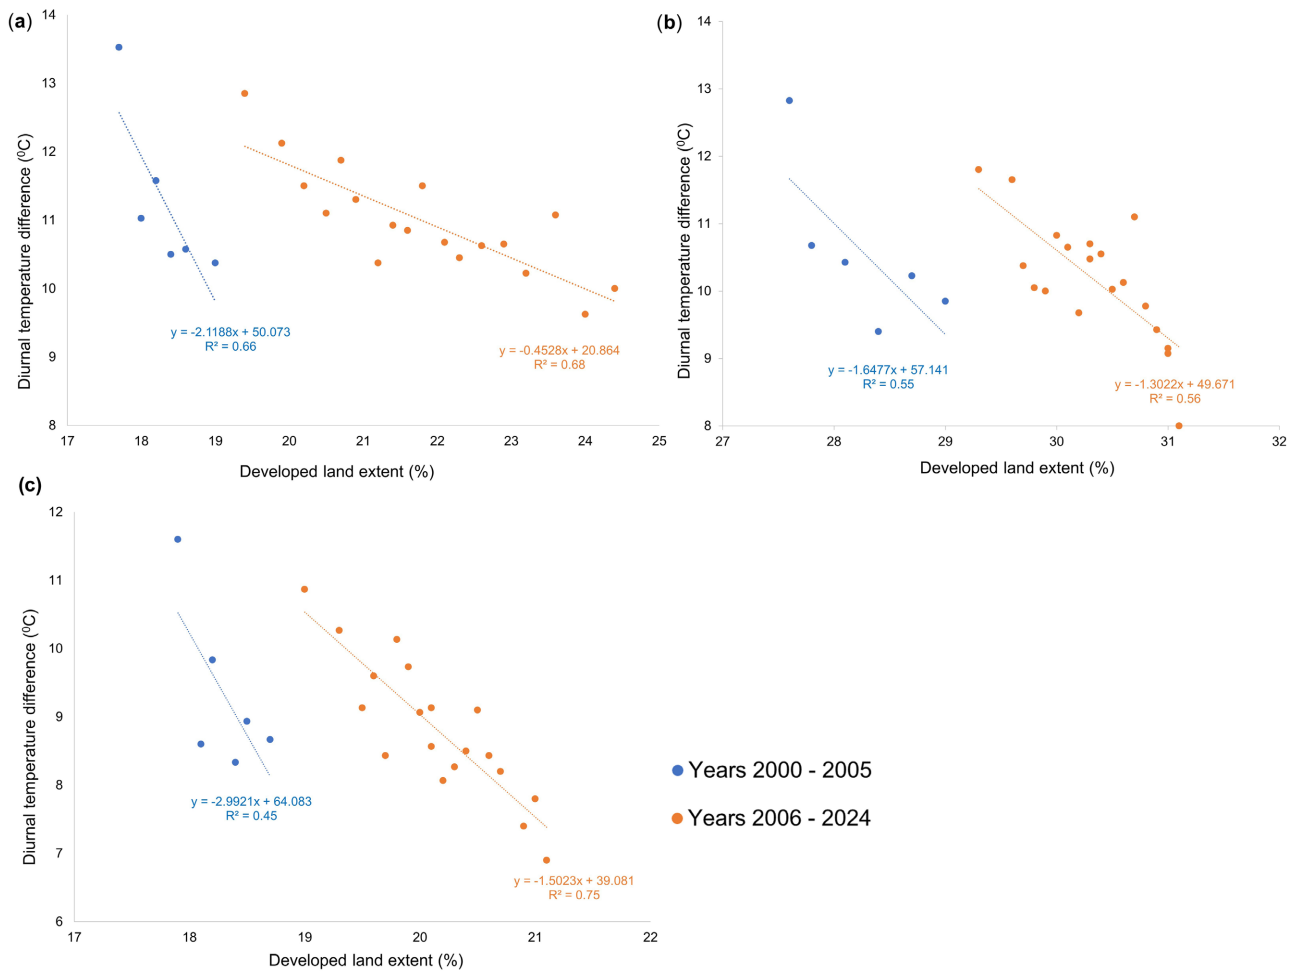 (a)
14
13
12
11
10
9
8
Diurnal temperature difference (⁰C)
y = -2.1188x + 50.073
R² = 0.66
y = -0.4528x + 20.864
R² = 0.68
17 18 19 20 21 22 23 24 25
Developed land extent (%)
(b)
14
13
12
11
10
9
8
Diurnal temperature difference (⁰C)
y = -1.6477x + 57.141
R² = 0.55
y = -1.3022x + 49.671
R² = 0.56
27 28 29 30 31 32
Developed land extent (%)
(c)
12
11
10
9
8
7
6
Diurnal temperature difference (⁰C)
y = -2.9921x + 64.083
R² = 0.45
y = -1.5023x + 39.081
R² = 0.75
17 18 19 20 21 22
Developed land extent (%)
Years 2000 - 2005
Years 2006 - 2024